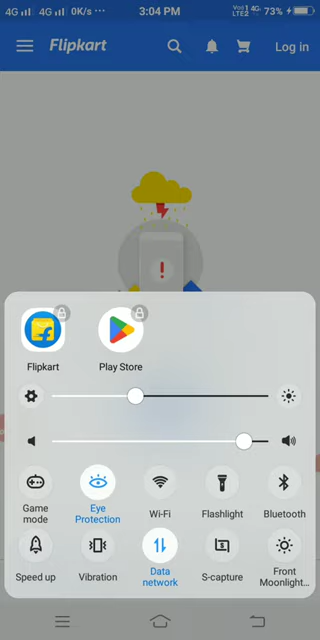 4G 4G 0K/s ··· 3:04 PM VoLTE1 LTE2 4G 73%
Flipkart Log in
Flipkart Play Store
Game mode Eye Protection Wi-Fi Flashlight Bluetooth
Speed up Vibration Data network S-capture Front Moonlight...